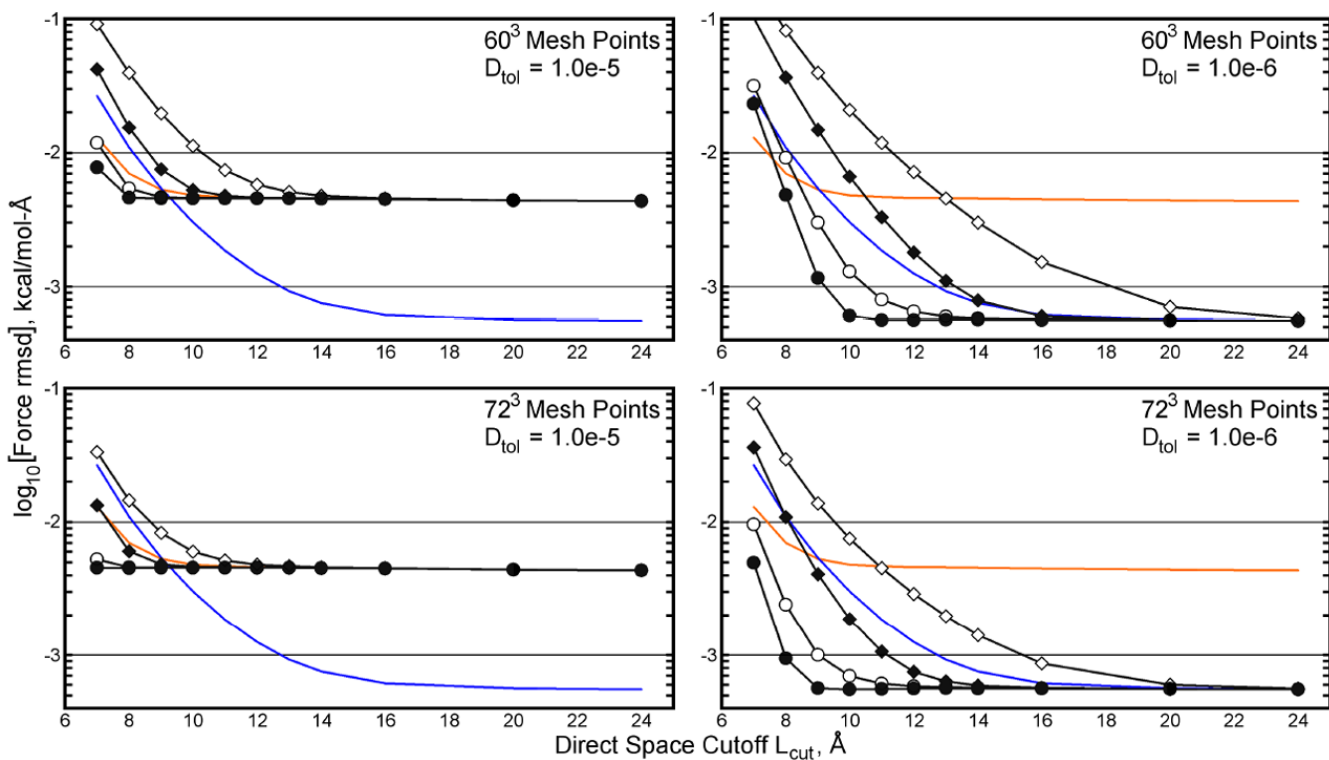 -1
-2
-3
6 8 10 12 14 16 18 20 22 24
60³ Mesh Points
D_tol = 1.0e-5
-1
-2
-3
6 8 10 12 14 16 18 20 22 24
60³ Mesh Points
D_tol = 1.0e-6
log₁₀[Force rmsd], kcal/mol-Å
-1
-2
-3
6 8 10 12 14 16 18 20 22 24
72³ Mesh Points
D_tol = 1.0e-5
-1
-2
-3
6 8 10 12 14 16 18 20 22 24
72³ Mesh Points
D_tol = 1.0e-6
Direct Space Cutoff L_cut, Å